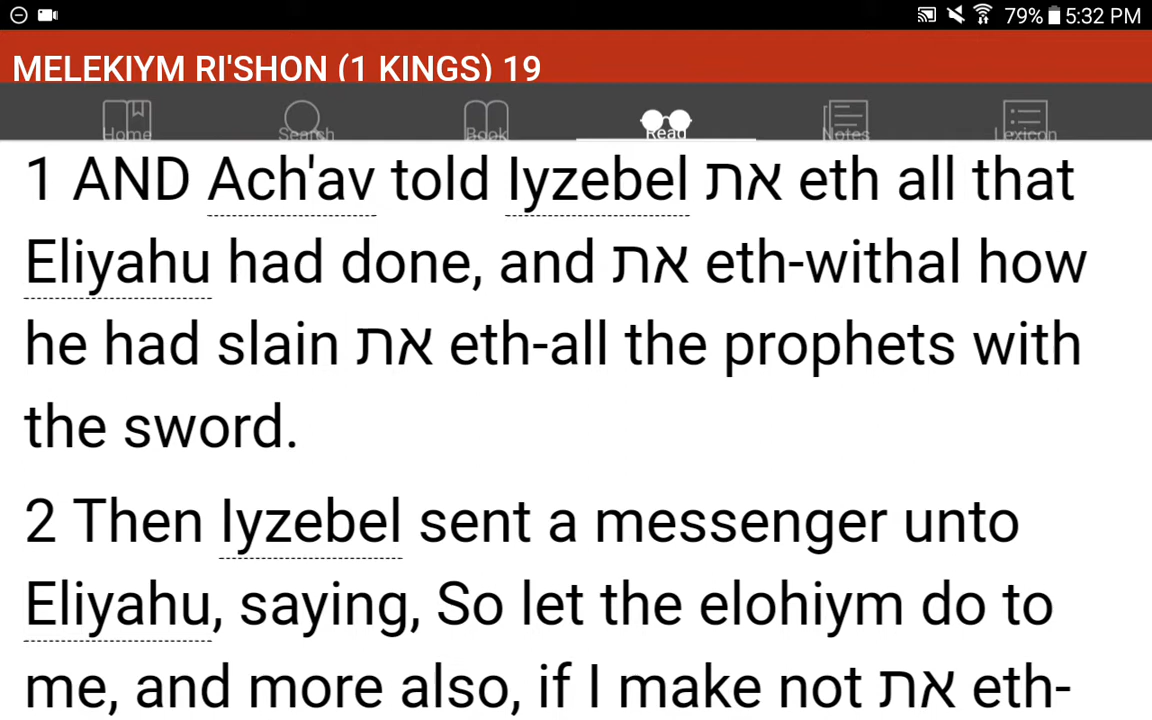 79% 5:32 PM
MELEKIYM RI'SHON (1 KINGS) 19
Home Search Book Read Notes Lexicon
1 AND Ach'av told Iyzebel את eth all that
Eliyahu had done, and את eth-withal how
he had slain את eth-all the prophets with
the sword.
2 Then Iyzebel sent a messenger unto
Eliyahu, saying, So let the elohiym do to
me, and more also, if I make not את eth-